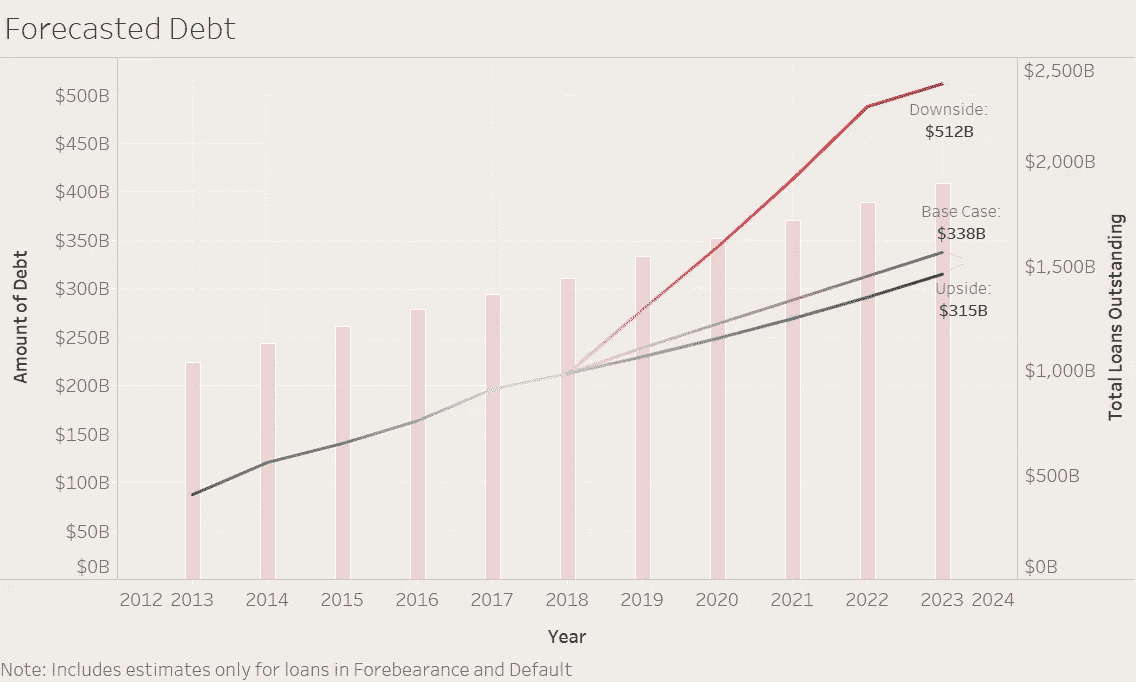 Forecasted Debt
Amount of Debt
$500B
$450B
$400B
$350B
$300B
$250B
$200B
$150B
$100B
$50B
$0B
Downside:
$512B
Base Case:
$338B
Upside:
$315B
$2,500B
$2,000B
$1,500B
$1,000B
$500B
$0B
Total Loans Outstanding
2012 2013 2014 2015 2016 2017 2018 2019 2020 2021 2022 2023 2024
Year
Note: Includes estimates only for loans in Forebearance and Default